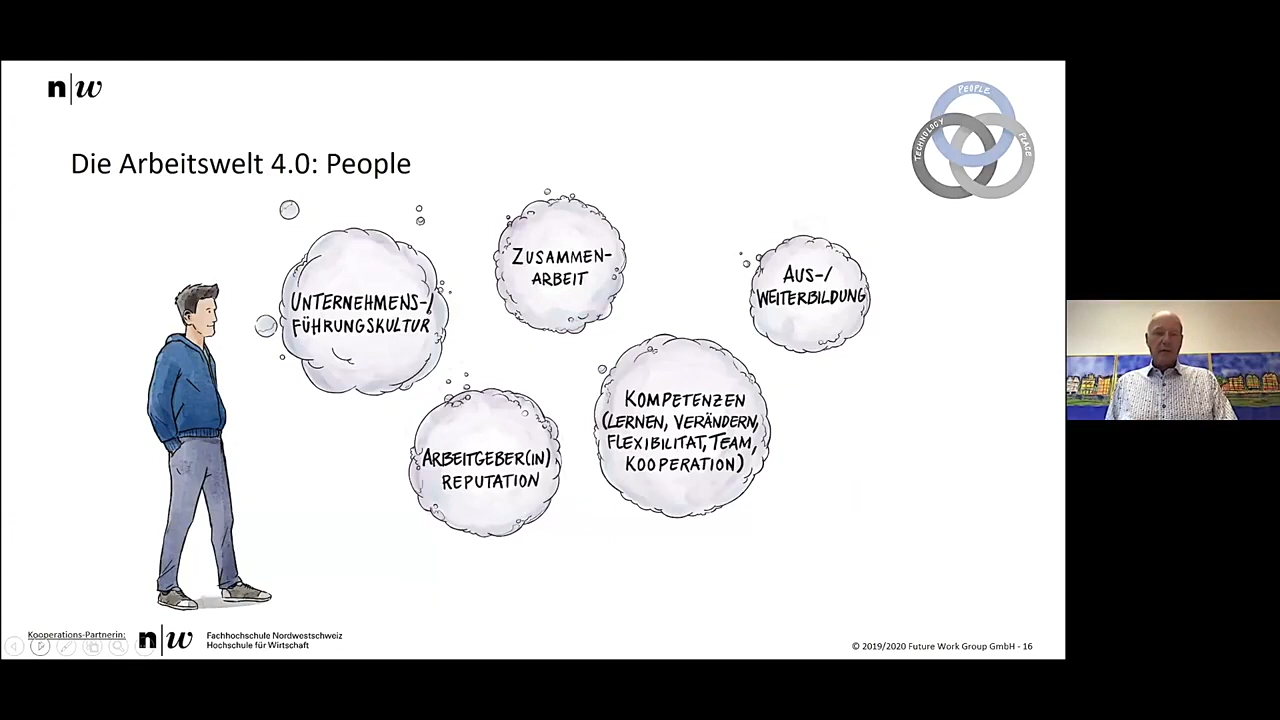 n|w
PEOPLE
TECHNOLOGY
PLACE
Die Arbeitswelt 4.0: People
UNTERNEHMENS-/
FÜHRUNGSKULTUR
ZUSAMMEN-
ARBEIT
AUS-/
WEITERBILDUNG
ARBEITGEBER(IN)
REPUTATION
KOMPETENZEN
(LERNEN, VERÄNDERN,
FLEXIBILITÄT, TEAM,
KOOPERATION)
Kooperations-Partnerin:
n|w
Fachhochschule Nordwestschweiz
Hochschule für Wirtschaft
© 2019/2020 Future Work Group GmbH - 16